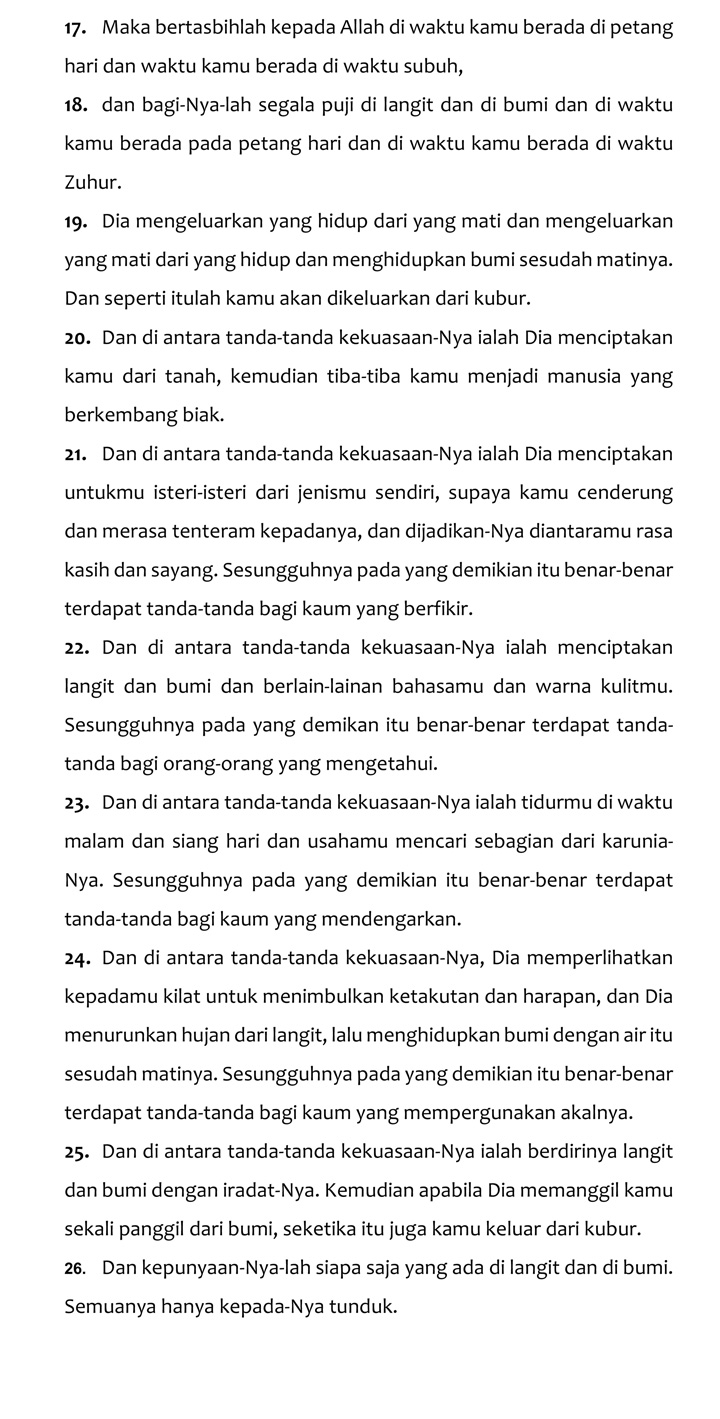 17. Maka bertasbihlah kepada Allah di waktu kamu berada di petang
hari dan waktu kamu berada di waktu subuh,
18. dan bagi-Nya-lah segala puji di langit dan di bumi dan di waktu
kamu berada pada petang hari dan di waktu kamu berada di waktu
Zuhur.
19. Dia mengeluarkan yang hidup dari yang mati dan mengeluarkan
yang mati dari yang hidup dan menghidupkan bumi sesudah matinya.
Dan seperti itulah kamu akan dikeluarkan dari kubur.
20. Dan di antara tanda-tanda kekuasaan-Nya ialah Dia menciptakan
kamu dari tanah, kemudian tiba-tiba kamu menjadi manusia yang
berkembang biak.
21. Dan di antara tanda-tanda kekuasaan-Nya ialah Dia menciptakan
untukmu isteri-isteri dari jenismu sendiri, supaya kamu cenderung
dan merasa tenteram kepadanya, dan dijadikan-Nya diantaramu rasa
kasih dan sayang. Sesungguhnya pada yang demikian itu benar-benar
terdapat tanda-tanda bagi kaum yang berfikir.
22. Dan di antara tanda-tanda kekuasaan-Nya ialah menciptakan
langit dan bumi dan berlain-lainan bahasamu dan warna kulitmu.
Sesungguhnya pada yang demikan itu benar-benar terdapat tanda-
tanda bagi orang-orang yang mengetahui.
23. Dan di antara tanda-tanda kekuasaan-Nya ialah tidurmu di waktu
malam dan siang hari dan usahamu mencari sebagian dari karunia-
Nya. Sesungguhnya pada yang demikian itu benar-benar terdapat
tanda-tanda bagi kaum yang mendengarkan.
24. Dan di antara tanda-tanda kekuasaan-Nya, Dia memperlihatkan
kepadamu kilat untuk menimbulkan ketakutan dan harapan, dan Dia
menurunkan hujan dari langit, lalu menghidupkan bumi dengan air itu
sesudah matinya. Sesungguhnya pada yang demikian itu benar-benar
terdapat tanda-tanda bagi kaum yang mempergunakan akalnya.
25. Dan di antara tanda-tanda kekuasaan-Nya ialah berdirinya langit
dan bumi dengan iradat-Nya. Kemudian apabila Dia memanggil kamu
sekali panggil dari bumi, seketika itu juga kamu keluar dari kubur.
26. Dan kepunyaan-Nya-lah siapa saja yang ada di langit dan di bumi.
Semuanya hanya kepada-Nya tunduk.